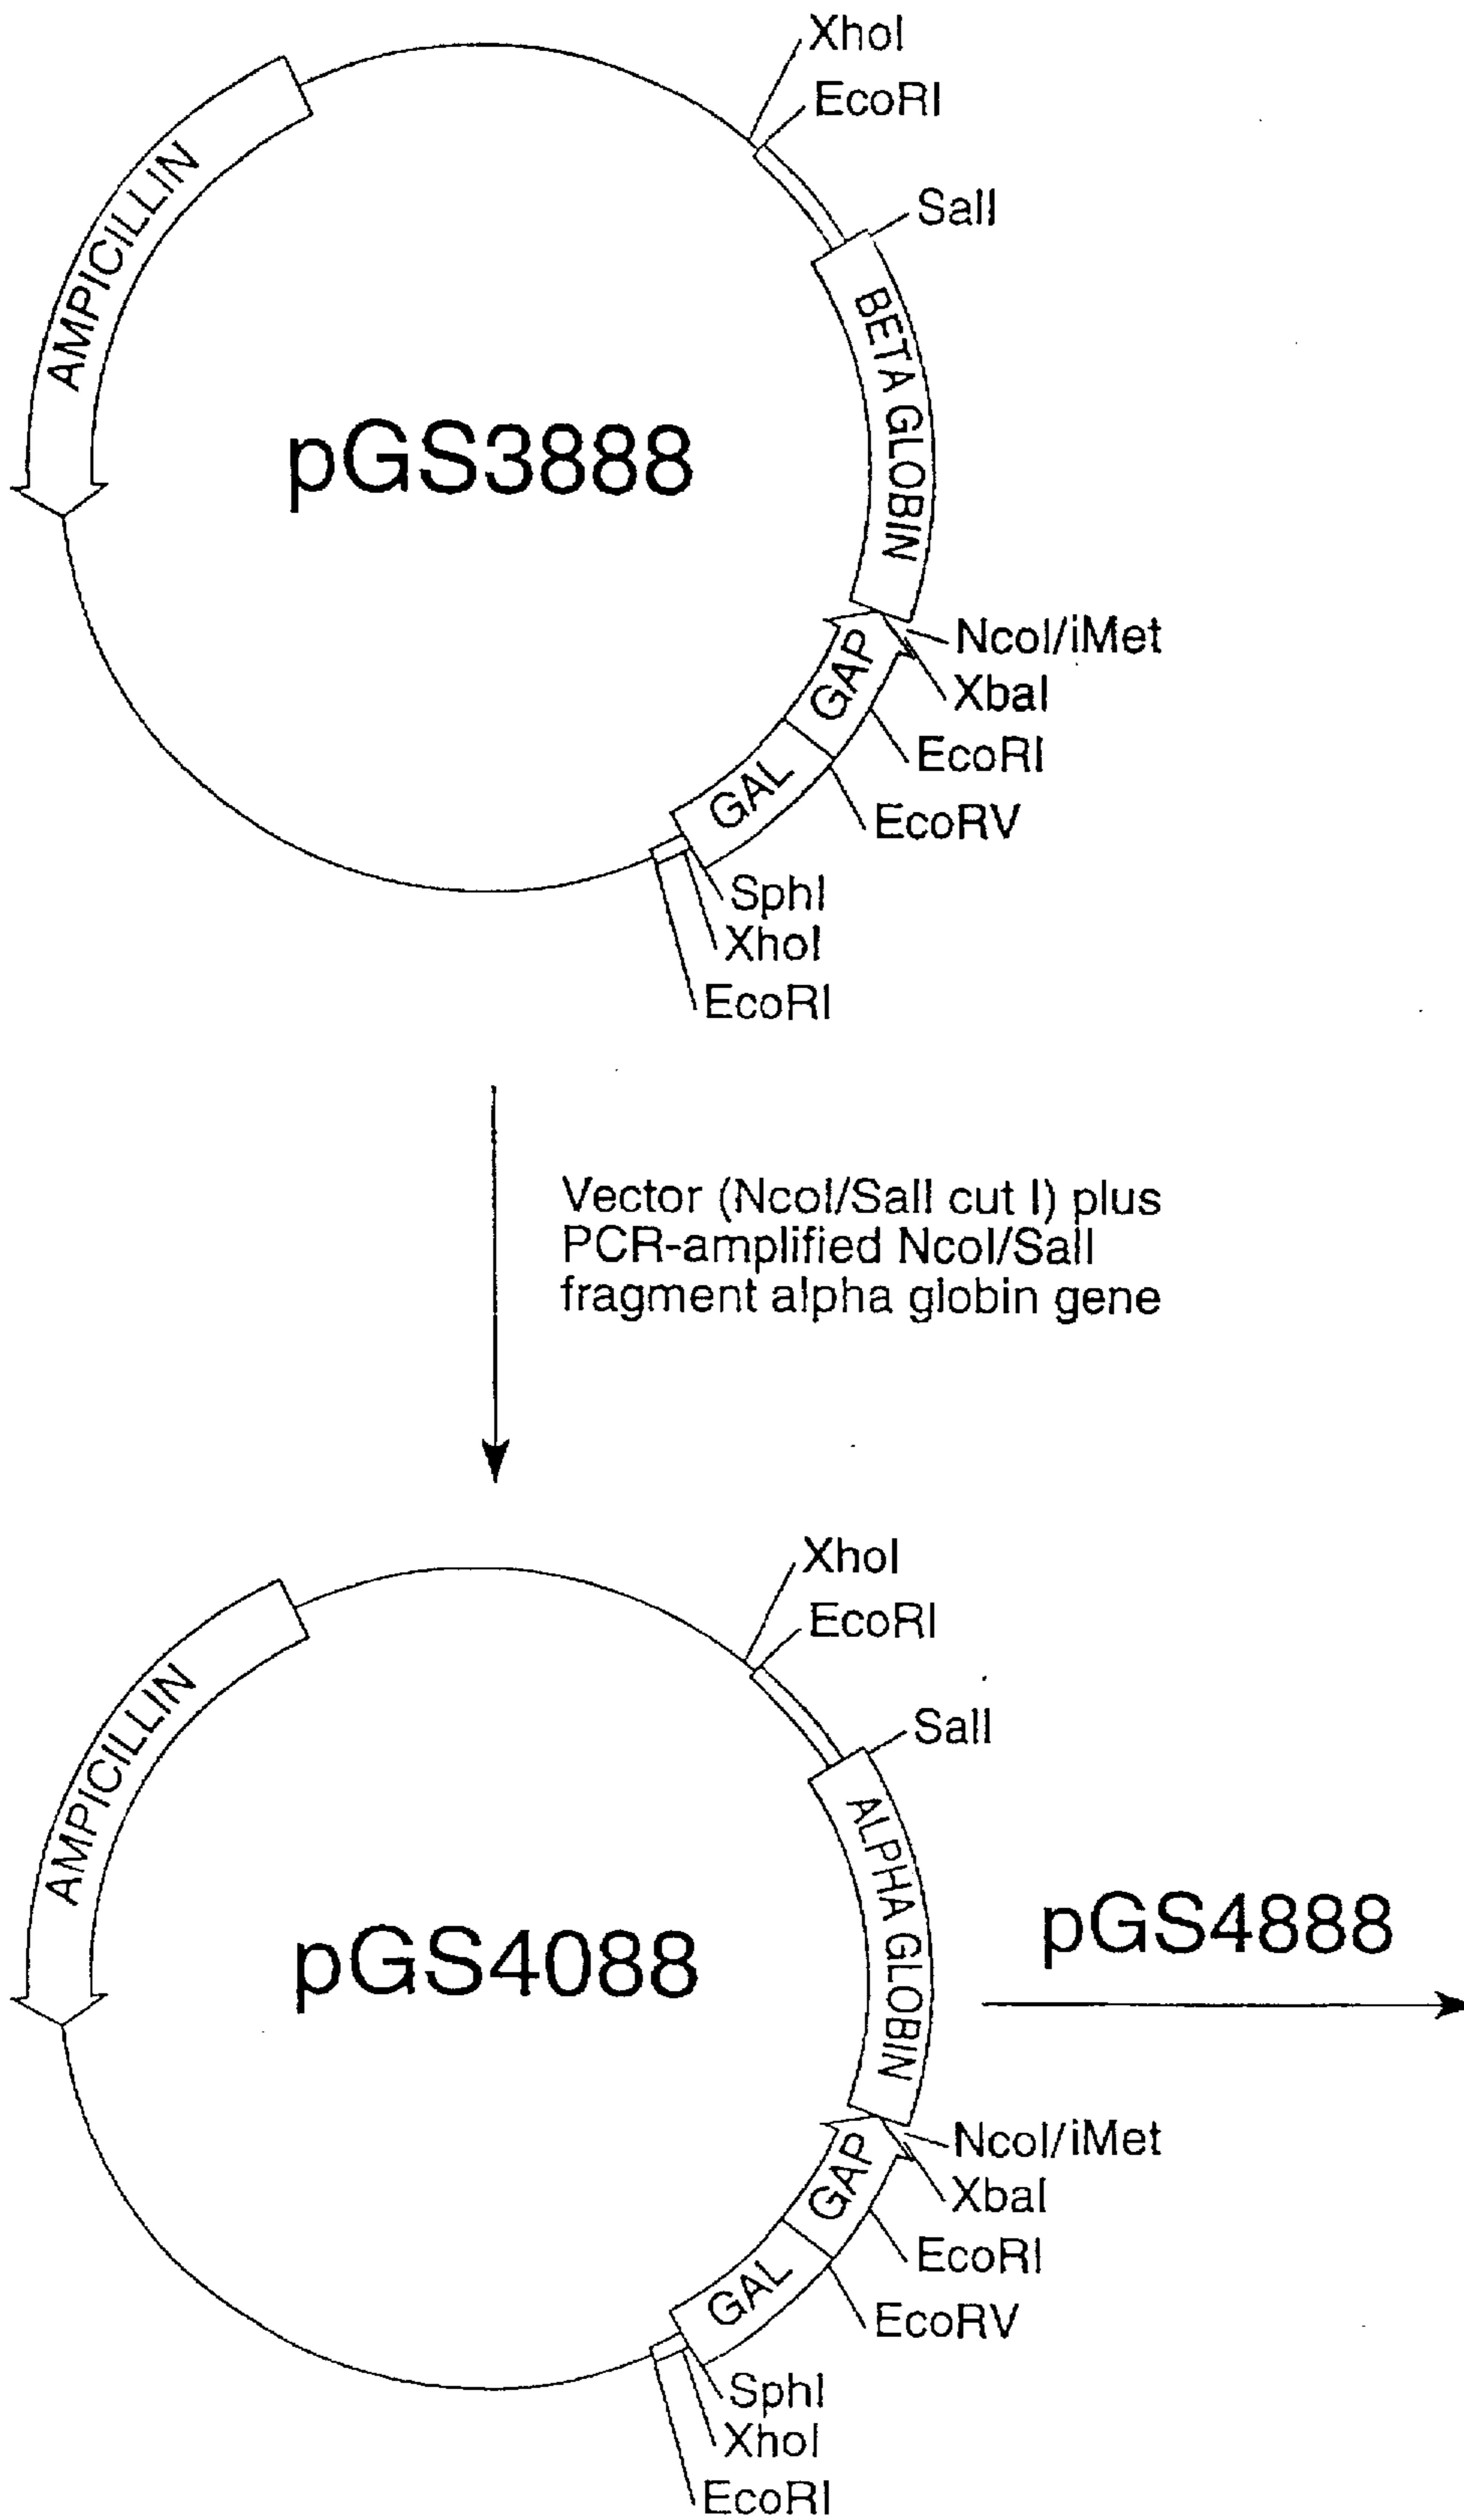 XhoI
EcoRI
SalI
AMPICILLIN
BETA GLOBIN
pGS3888
NcoI/iMet
GAP
XbaI
EcoRI
GAL
EcoRV
SphI
XhoI
EcoRI
Vector (NcoI/SalI cut I) plus
PCR-amplified NcoI/SalI
fragment alpha globin gene
XhoI
EcoRI
SalI
AMPICILLIN
ALPHA GLOBIN
pGS4888
pGS4088
NcoI/iMet
GAP
XbaI
EcoRI
GAL
EcoRV
SphI
XhoI
EcoRI